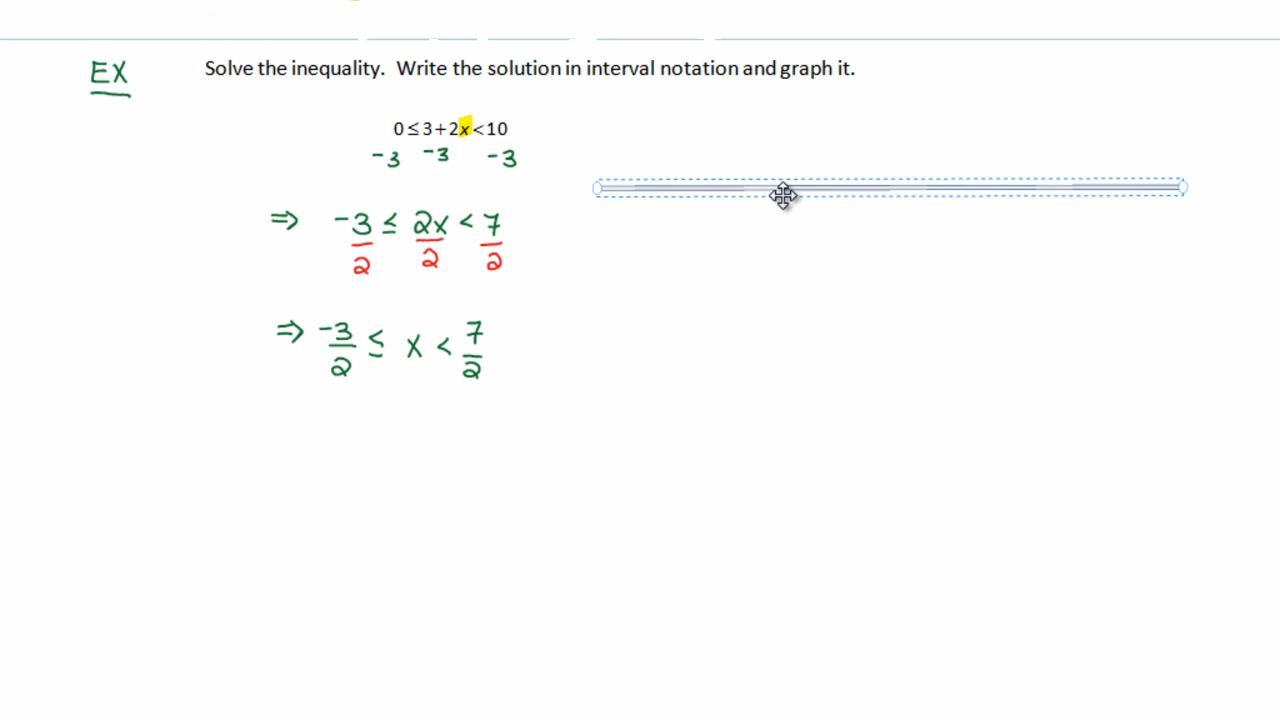 EX Solve the inequality. Write the solution in interval notation and graph it.
0≤3+2x<10
-3 -3 -3
⇒ -3 ≤ 2x < 7
2 2 2
⇒ -3/2 ≤ x < 7/2